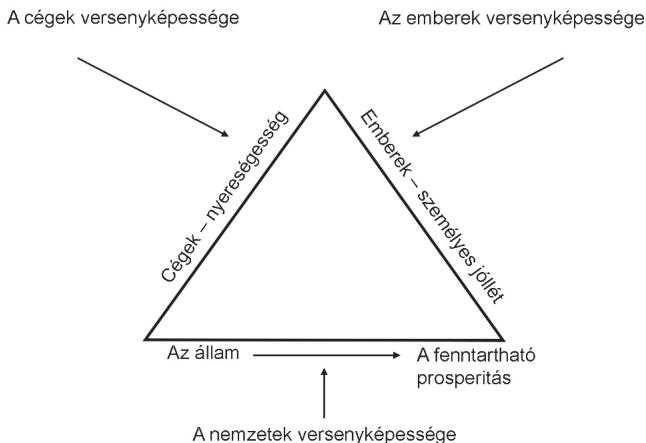 A cégek versenyképessége
Az emberek versenyképessége
Cégek – nyereségesség
Emberek – személyes jóllét
Az állam
A fenntartható
prosperitás
A nemzetek versenyképessége